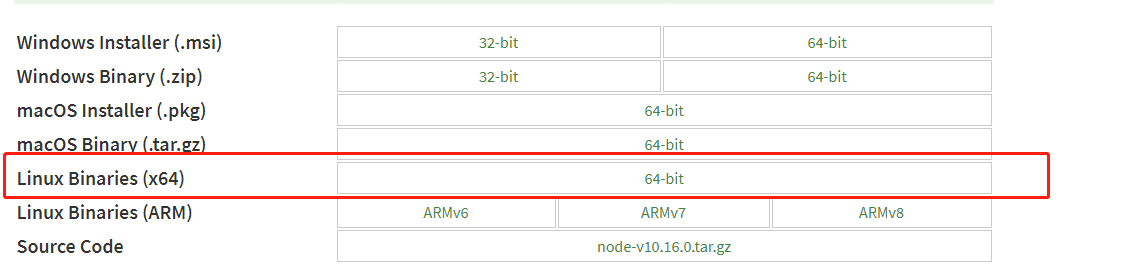 Windows Installer (.msi) 32-bit 64-bit
Windows Binary (.zip) 32-bit 64-bit
macOS Installer (.pkg) 64-bit
macOS Binary (.tar.gz) 64-bit
Linux Binaries (x64) 64-bit
Linux Binaries (ARM) ARMv6 ARMv7 ARMv8
Source Code node-v10.16.0.tar.gz